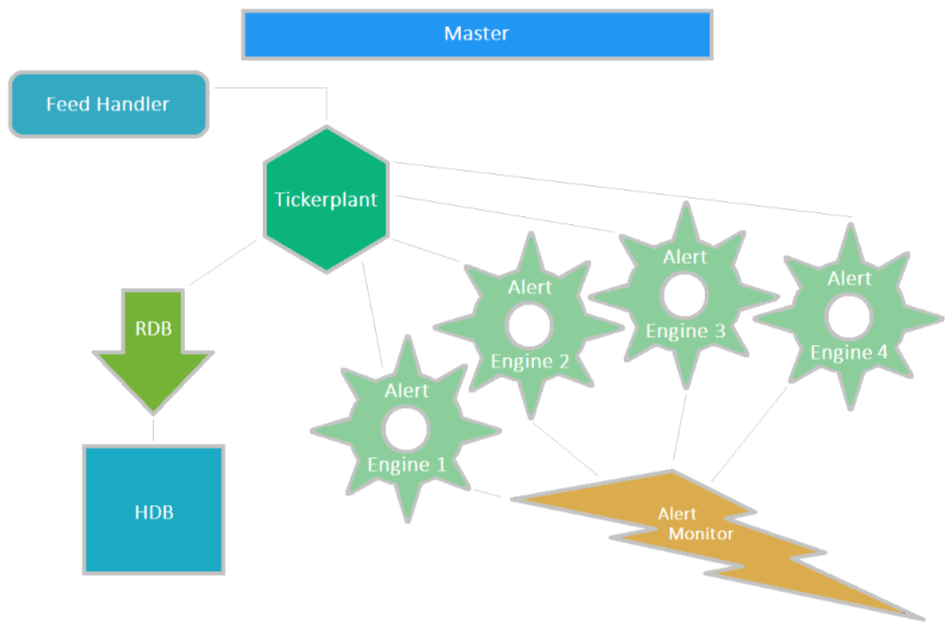 Master
Feed Handler
Tickerplant
RDB
HDB
Alert
Engine 1
Alert
Engine 2
Alert
Engine 3
Alert
Engine 4
Alert
Monitor